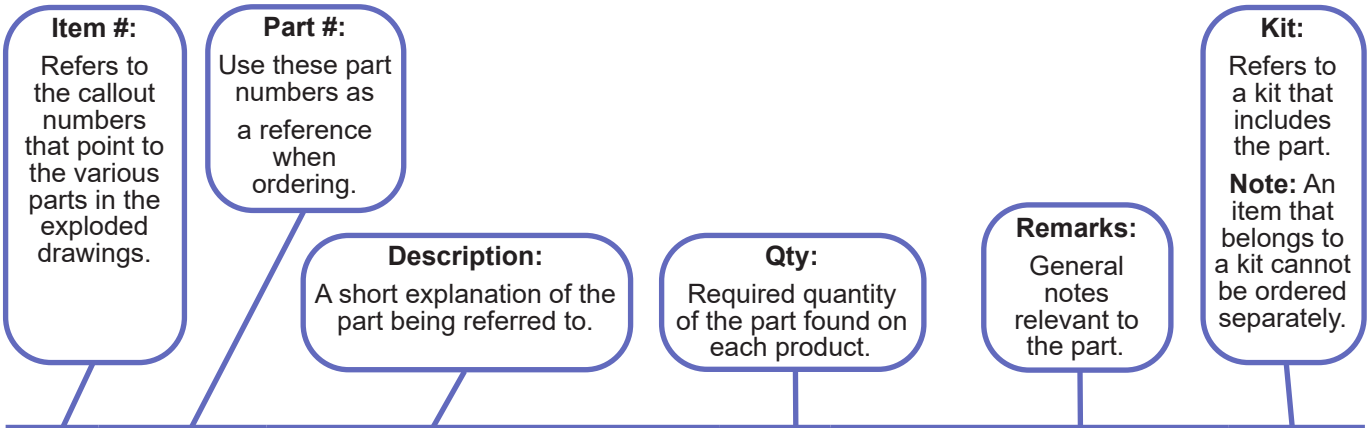 Item #:
Refers to
the callout
numbers
that point to
the various
parts in the
exploded
drawings.
Part #:
Use these part
numbers as
a reference
when
ordering.
Description:
A short explanation of the
part being referred to.
Qty:
Required quantity
of the part found on
each product.
Remarks:
General
notes
relevant to
the part.
Kit:
Refers to
a kit that
includes
the part.
Note: An
item that
belongs to
a kit cannot
be ordered
separately.